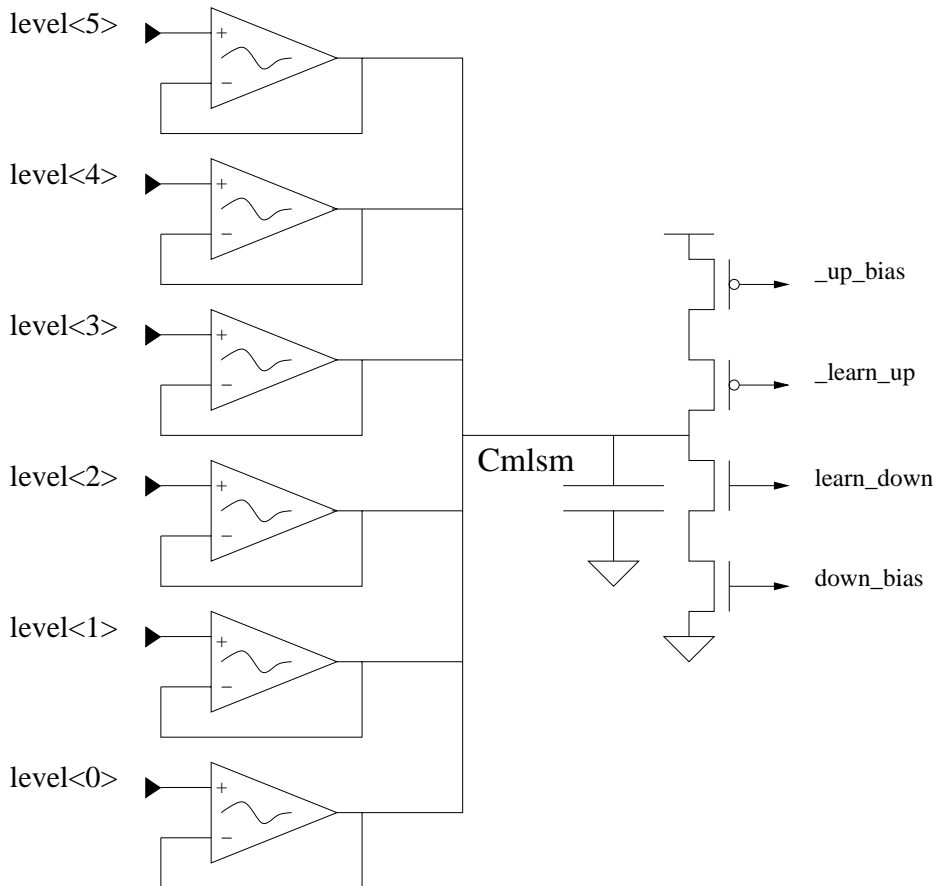 level<5>
level<4>
level<3>
level<2>
level<1>
level<0>
Cmlsm
_up_bias
_learn_up
learn_down
down_bias